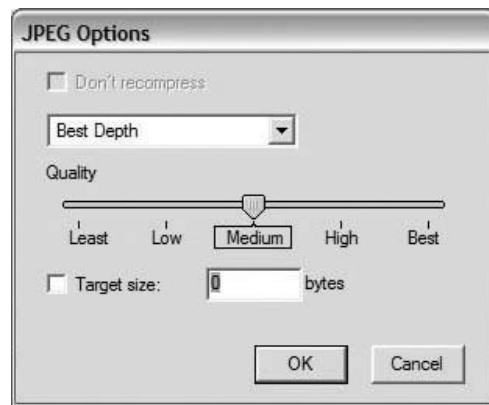 JPEG Options
Don't recompress
Best Depth
Quality
Least Low Medium High Best
Target size: 0 bytes
OK Cancel